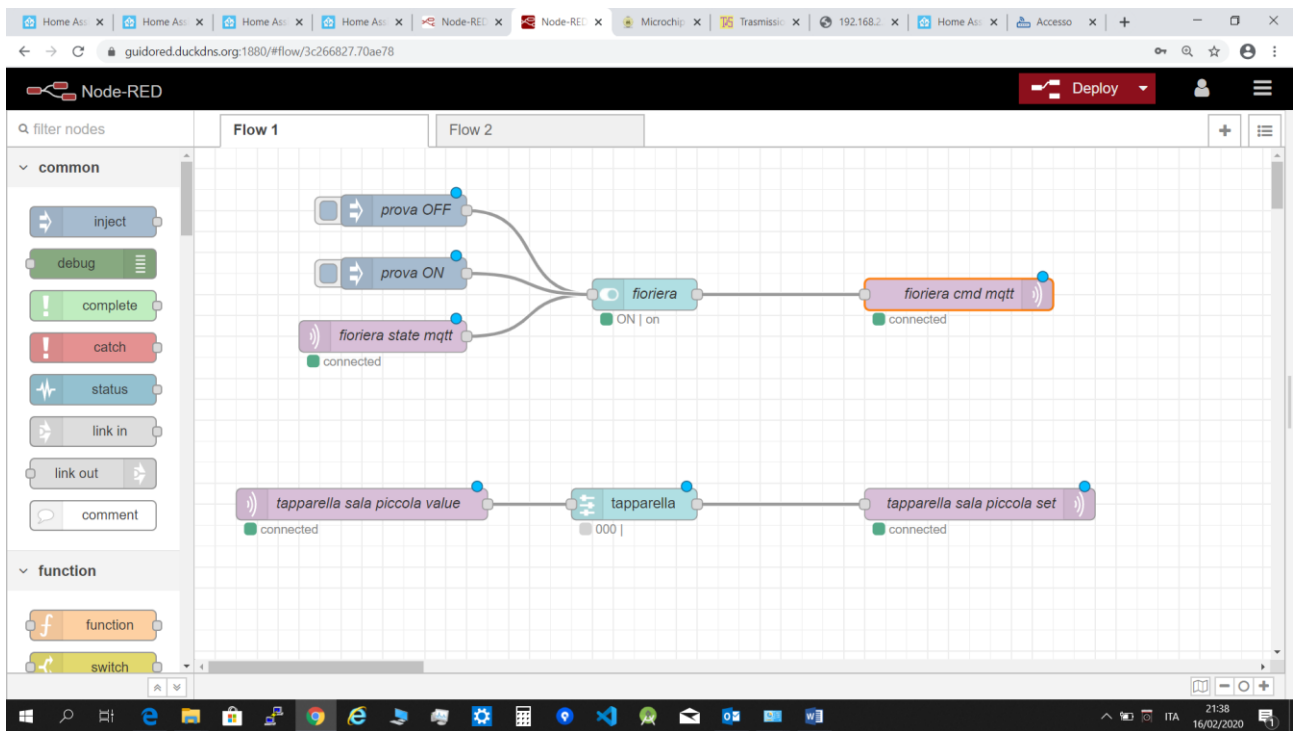 Home Ass
Home Ass
Home Ass
Home Ass
Node-RED
Node-RED
Microchip
Trasmissio
192.168.2.
Home Ass
Accesso
guidored.duckdns.org:1880/#flow/3c266827.70ae78
Node-RED
Deploy
filter nodes
Flow 1
Flow 2
common
inject
debug
complete
catch
status
link in
link out
comment
function
function
switch
prova OFF
prova ON
fioriera state mqtt
connected
fioriera
ON | on
fioriera cmd mqtt
connected
tapparella sala piccola value
connected
tapparella
000 |
tapparella sala piccola set
connected
ITA
21:38
16/02/2020